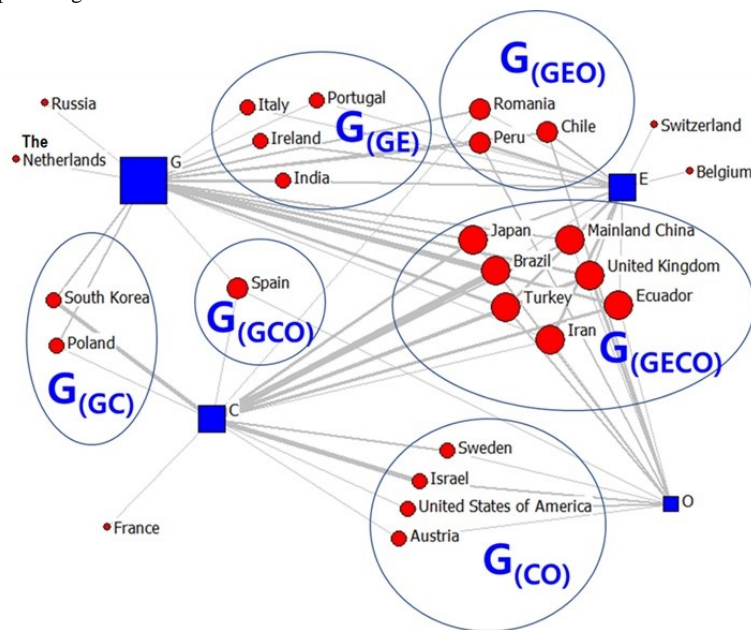 G(GEO)
Italy
Portugal
Romania
Russia
G(GE)
Peru
Chile
Switzerland
The
Netherlands
G
Ireland
India
E
Belgium
Japan
Mainland China
Brazil
United Kingdom
Spain
Turkey
Ecuador
South Korea
G(GCO)
Iran
G(GECO)
Poland
G(GC)
C
Sweden
Israel
O
United States of America
France
Austria
G(CO)